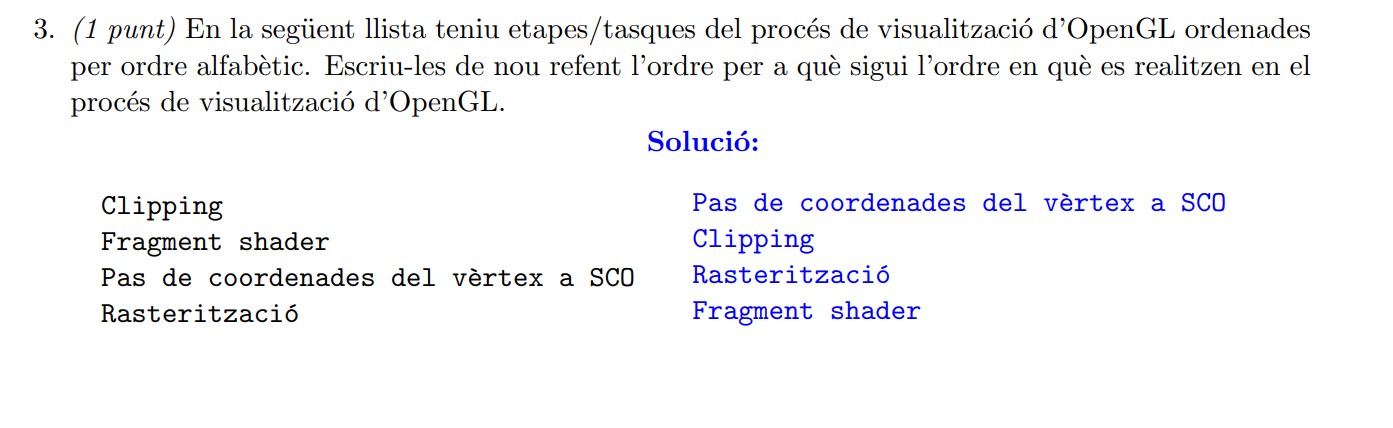 3. (1 punt) En la següent llista teniu etapes/tasques del procés de visualització d'OpenGL ordenades
per ordre alfabètic. Escriu-les de nou refent l'ordre per a què sigui l'ordre en què es realitzen en el
procés de visualització d'OpenGL.
Solució:
Clipping
Fragment shader
Pas de coordenades del vèrtex a SCO
Rasterització
Pas de coordenades del vèrtex a SCO
Clipping
Rasterització
Fragment shader